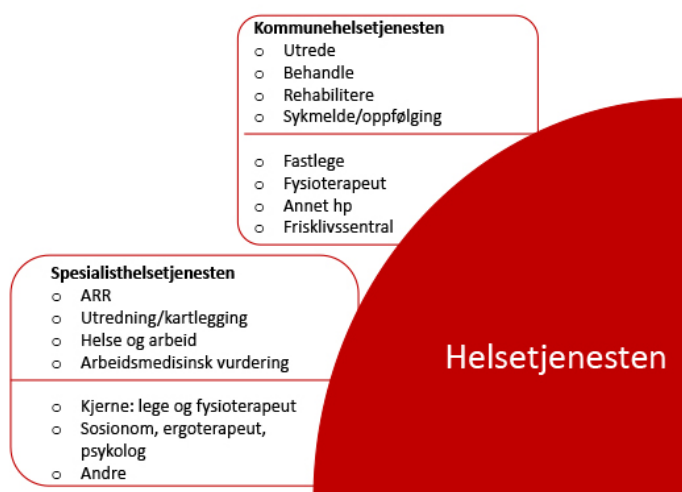 Kommunehelsetjenesten
o Utrede
o Behandle
o Rehabilitere
o Sykmelde/oppfølging
o Fastlege
o Fysioterapeut
o Annet hp
o Frisklivssentral
Spesialisthelsetjenesten
o ARR
o Utredning/kartlegging
o Helse og arbeid
o Arbeidsmedisinsk vurdering
o Kjerne: lege og fysioterapeut
o Sosionom, ergoterapeut,
psykolog
o Andre
Helsetjenesten